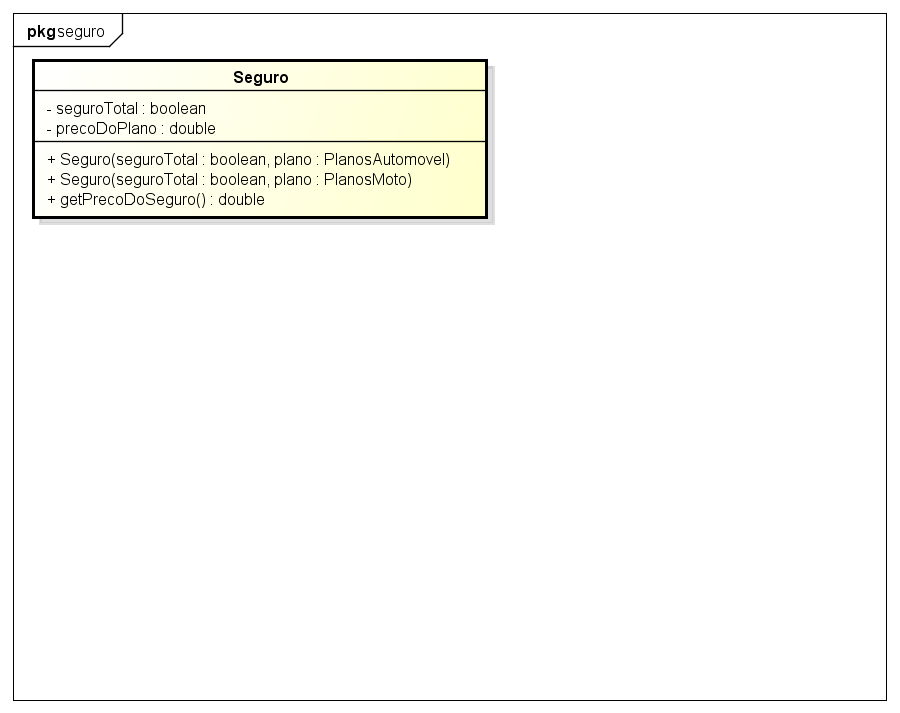 pkg seguro
Seguro
- seguroTotal : boolean
- precoDoPlano : double
+ Seguro(seguroTotal : boolean, plano : PlanosAutomovel)
+ Seguro(seguroTotal : boolean, plano : PlanosMoto)
+ getPrecoDoSeguro() : double